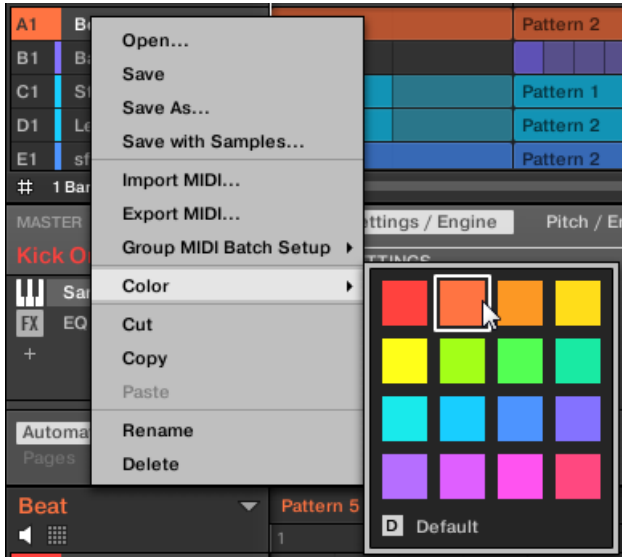 A1
Pattern 2
B1
C1
Pattern 1
D1
Pattern 2
E1
Pattern 2
1 Bar
MASTER
ttings / Engine
Pitch / E
Kick O
TTINGS
Sa
FX EQ
+
Automa
Pages
Open...
Save
Save As...
Save with Samples...
Import MIDI...
Export MIDI...
Group MIDI Batch Setup
Color
Cut
Copy
Paste
Rename
Delete
D Default
Beat
Pattern 5
1